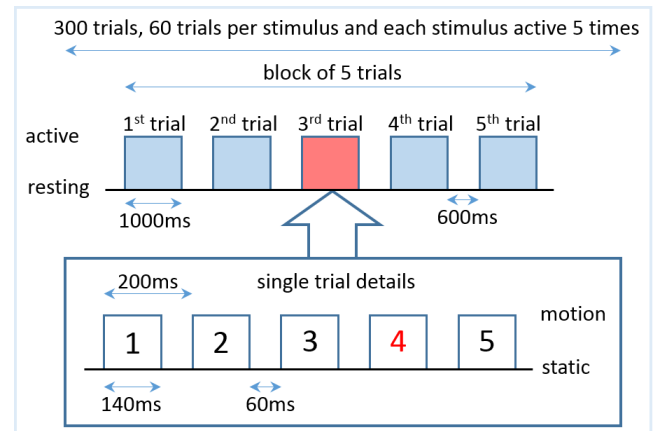 300 trials, 60 trials per stimulus and each stimulus active 5 times
block of 5 trials
active
1st trial 2nd trial 3rd trial 4th trial 5th trial
resting
1000ms
600ms
200ms
single trial details
motion
1 2 3 4 5
static
140ms
60ms